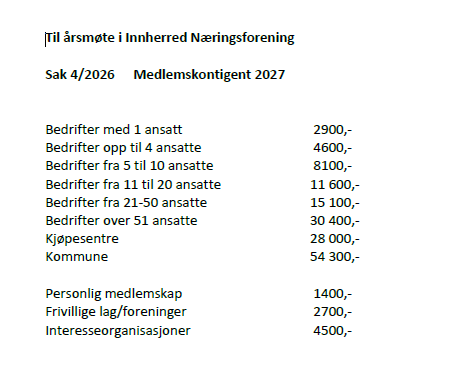 Til årsmøte i Innherred Næringsforening
Sak 4/2026 Medlemskontigent 2027
Bedrifter med 1 ansatt 2900,-
Bedrifter opp til 4 ansatte 4600,-
Bedrifter fra 5 til 10 ansatte 8100,-
Bedrifter fra 11 til 20 ansatte 11 600,-
Bedrifter fra 21-50 ansatte 15 100,-
Bedrifter over 51 ansatte 30 400,-
Kjøpesentre 28 000,-
Kommune 54 300,-
Personlig medlemskap 1400,-
Frivillige lag/foreninger 2700,-
Interesseorganisasjoner 4500,-